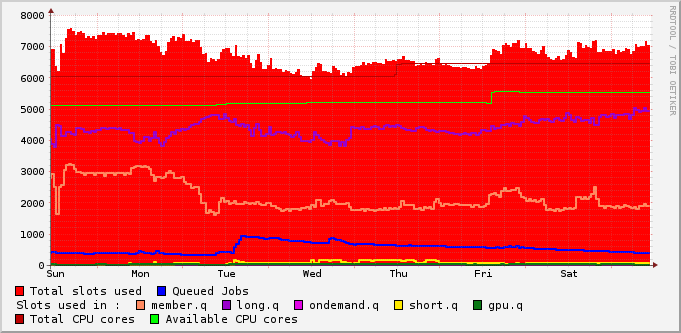 8000
RRDTOOL / TOBI OETIKER
7000
6000
5000
4000
3000
2000
1000
0
Sun Mon Tue Wed Thu Fri Sat
Total slots used Queued Jobs
Slots used in : member.q long.q ondemand.q short.q gpu.q
Total CPU cores Available CPU cores